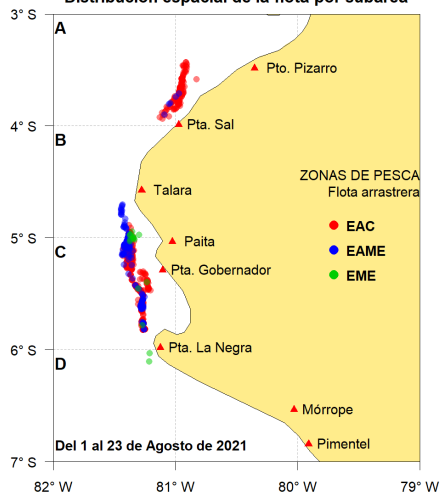 Distribución espacial de la flota por subárea
3° S
A
Pto. Pizarro
4° S
Pta. Sal
B
ZONAS DE PESCA
Flota arrastrera
Talara
EAC
5° S
Paita
EAME
C
Pta. Gobernador
EME
6° S
Pta. La Negra
D
Mórrope
Del 1 al 23 de Agosto de 2021
Pimentel
7° S
82° W
81° W
80° W
79° W